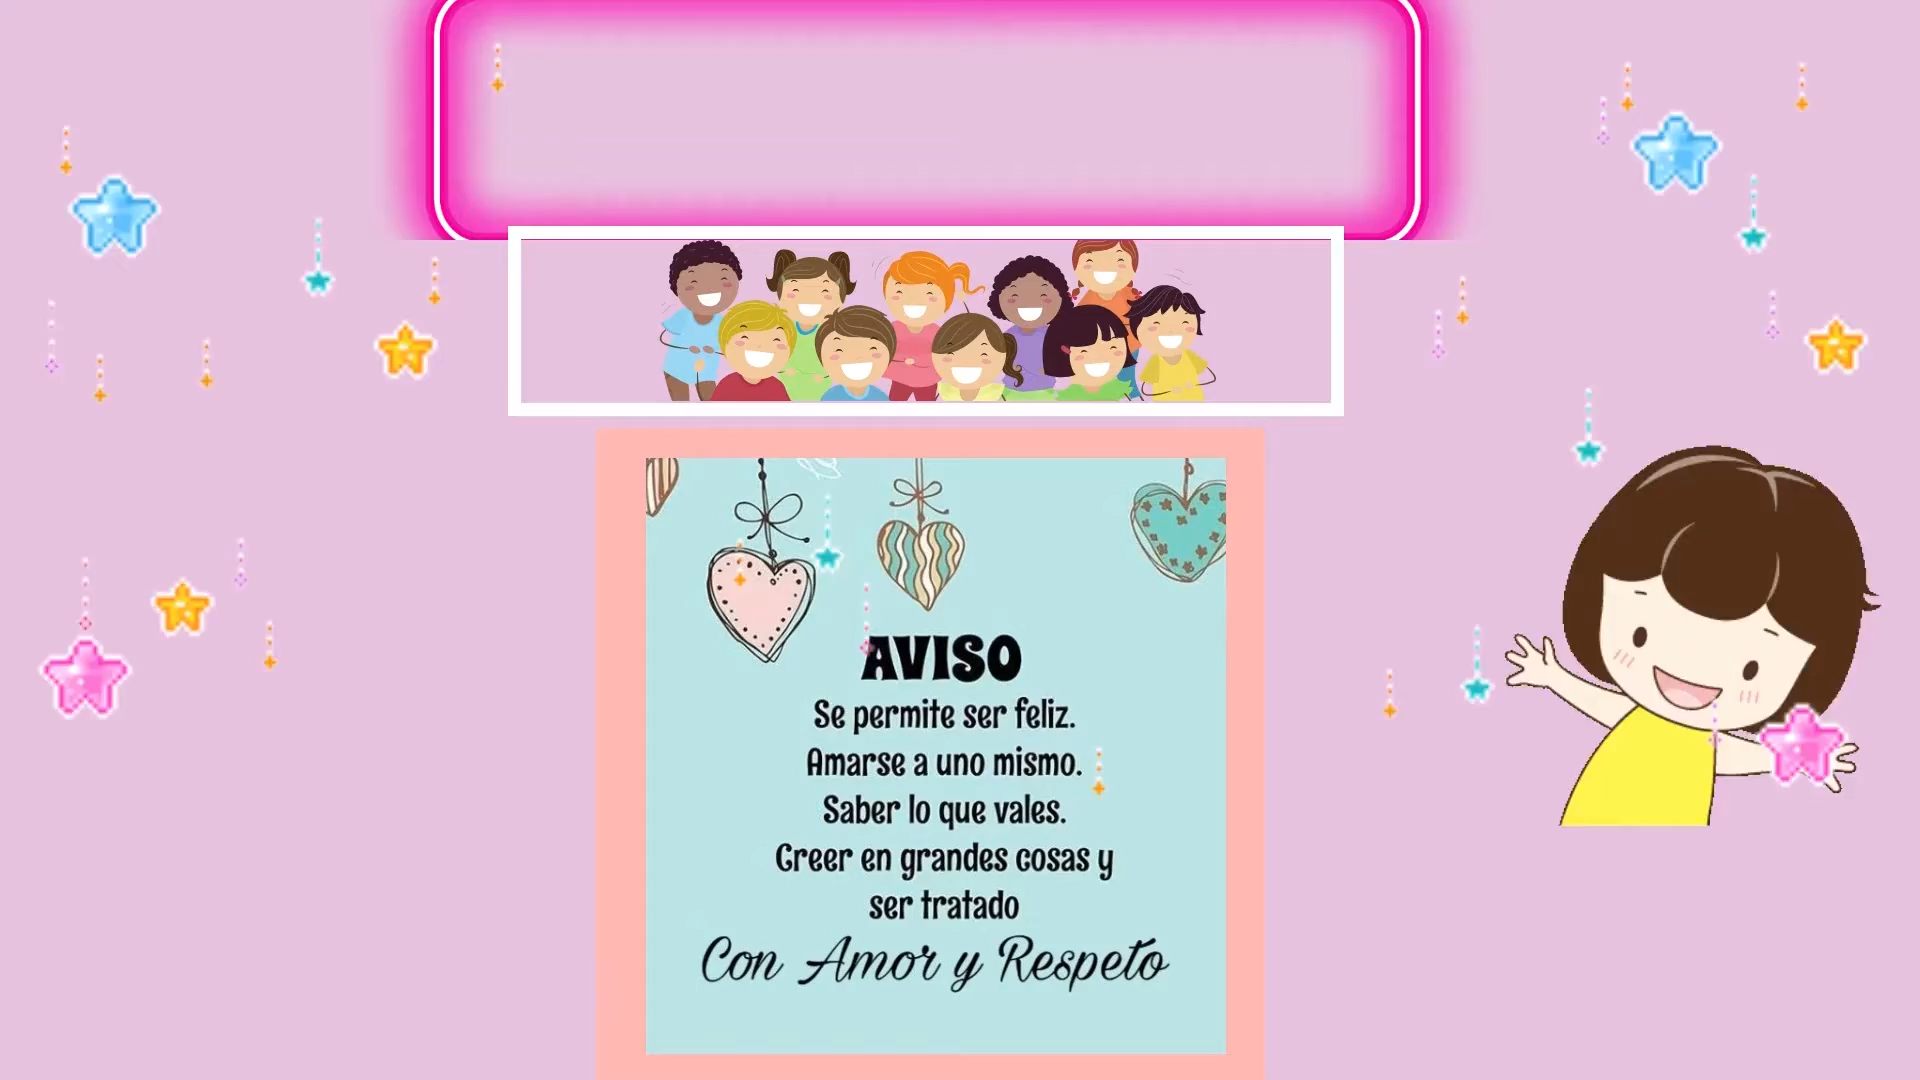 AVISO
Se permite ser feliz.
Amarse a uno mismo.
Saber lo que vales.
Creer en grandes cosas y
ser tratado
Con Amor y Respeto